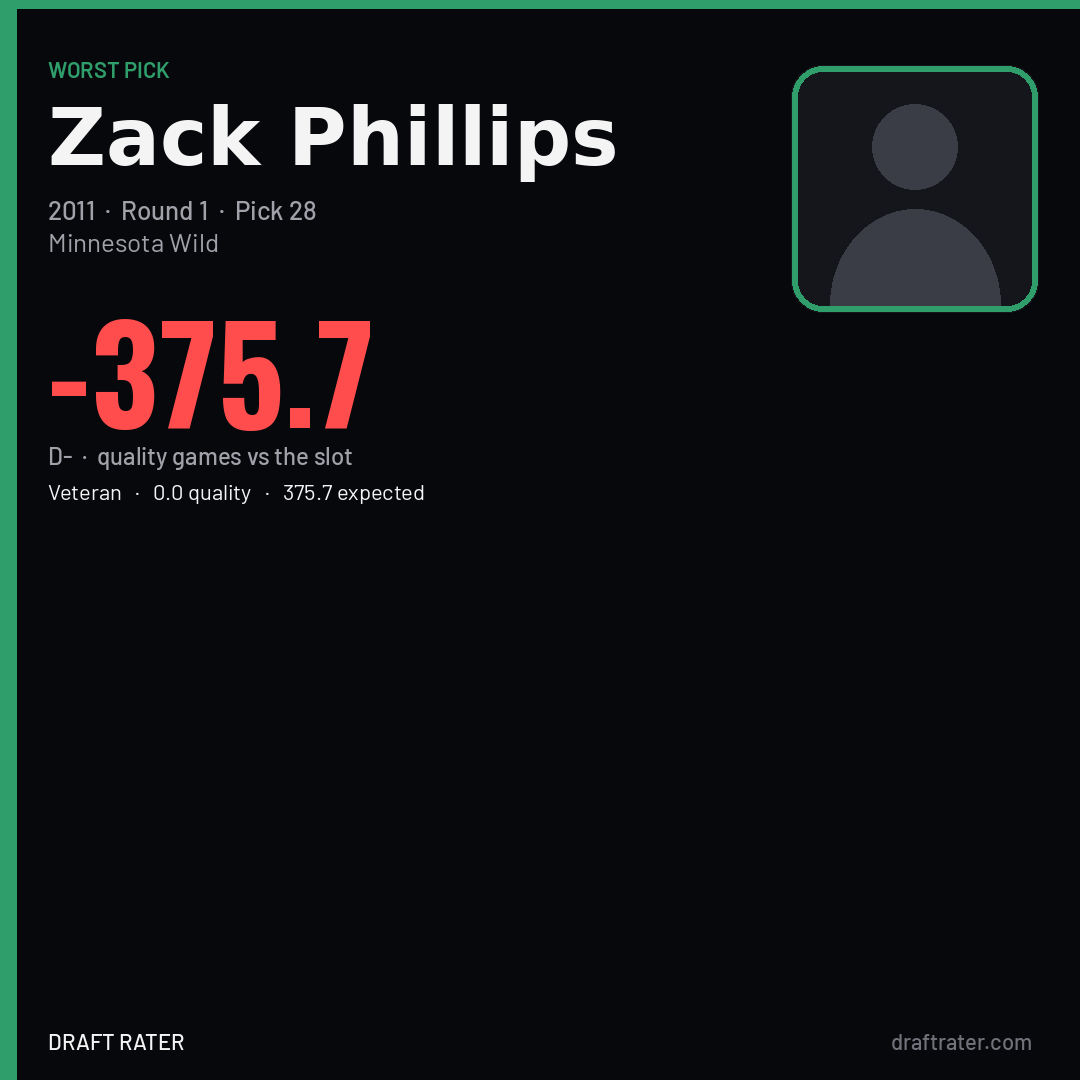 WORST PICK
Zack Phillips
2011 · Round 1 · Pick 28
Minnesota Wild
-375.7
D- · quality games vs the slot
Veteran · 0.0 quality · 375.7 expected
DRAFT RATER
draftrater.com